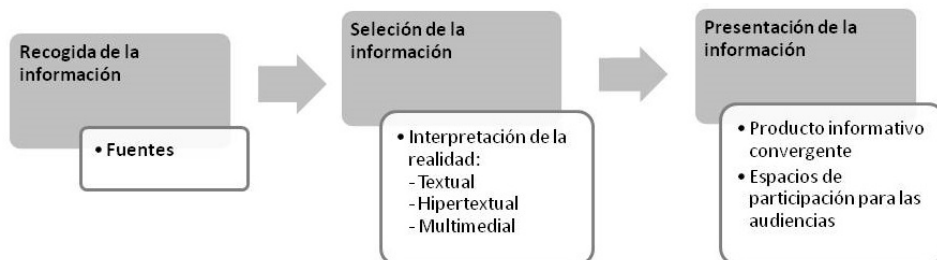 Recogida de la
información
• Fuentes
Seleción de la
información
• Interpretación de la
realidad:
- Textual
- Hipertextual
- Multimedial
Presentación de la
información
• Producto informativo
convergente
• Espacios de
participación para las
audiencias